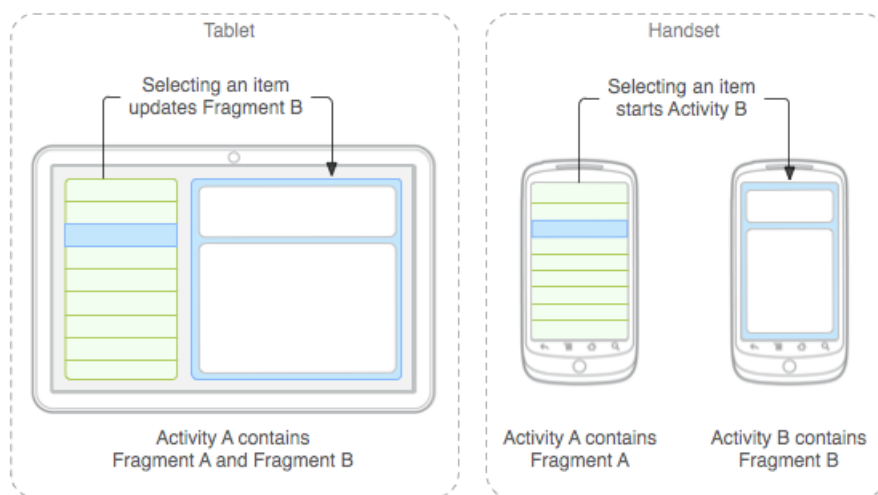 Tablet
Selecting an item
updates Fragment B
Activity A contains
Fragment A and Fragment B
Handset
Selecting an item
starts Activity B
Activity A contains
Fragment A
Activity B contains
Fragment B